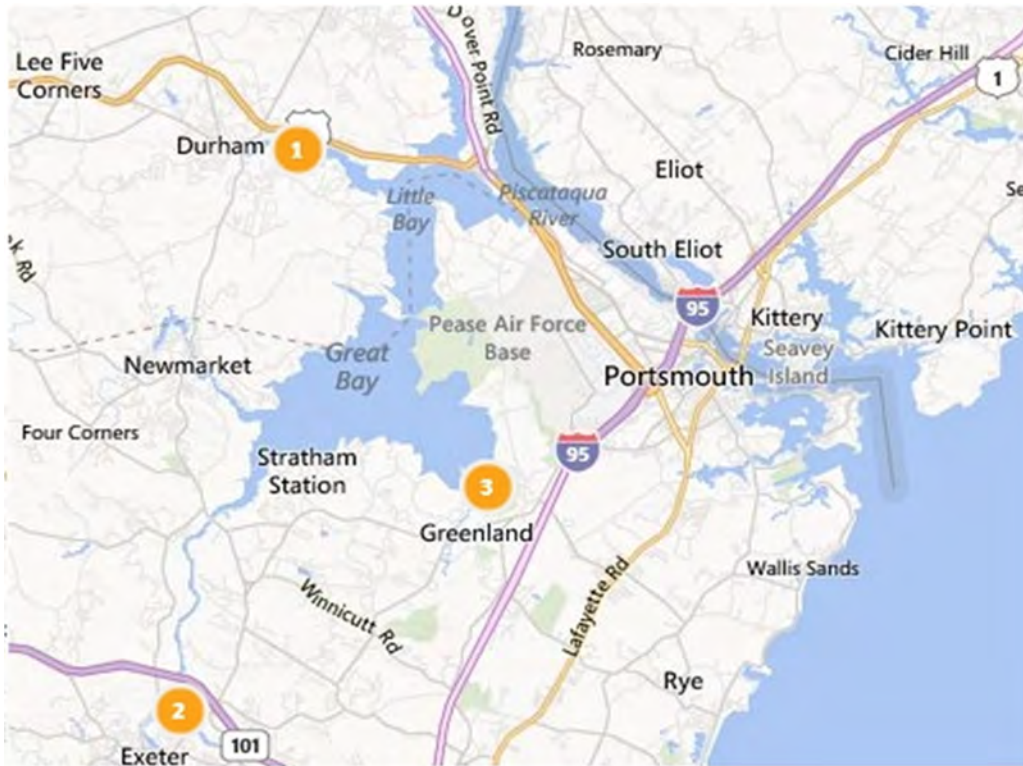 Dover Point Rd
Rosemary
Cider Hill
1
Lee Five
Corners
Durham
1
Eliot
Little
Bay
Piscataqua
River
South Eliot
95
Kittery
Kittery Point
Pease Air Force
Base
Seavey
Island
Great
Bay
Newmarket
Portsmouth
Four Corners
95
Stratham
Station
3
Greenland
Wallis Sands
Winnicutt Rd
Lafayette Rd
Rye
2
101
Exeter